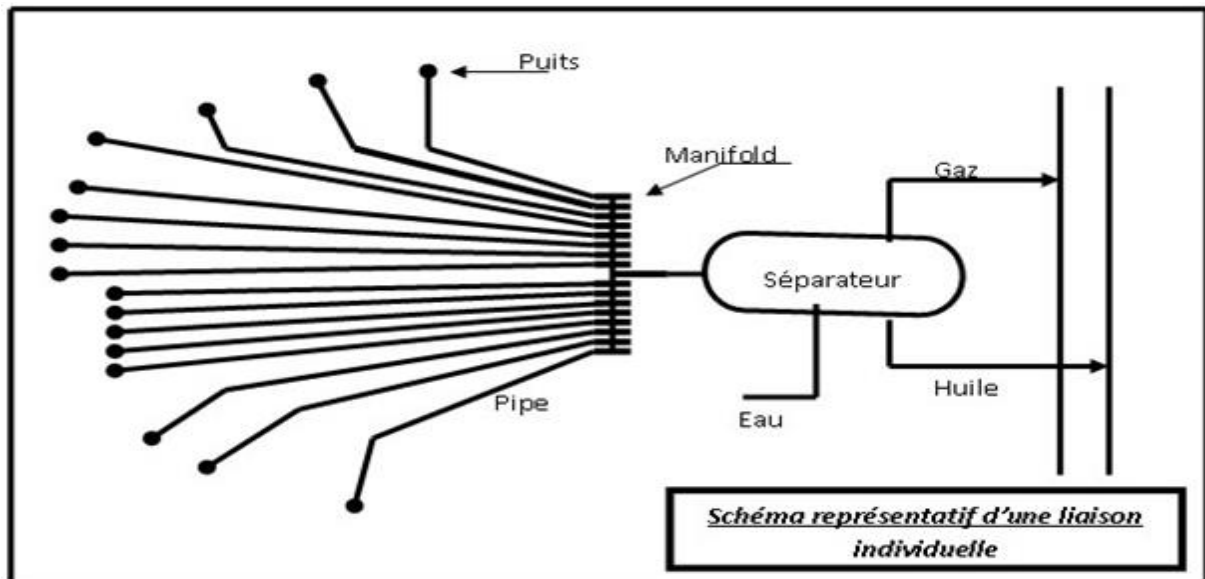 Puits
Manifold
Gaz
Séparateur
Pipe
Eau
Huile
Schéma représentatif d'une liaison
individuelle